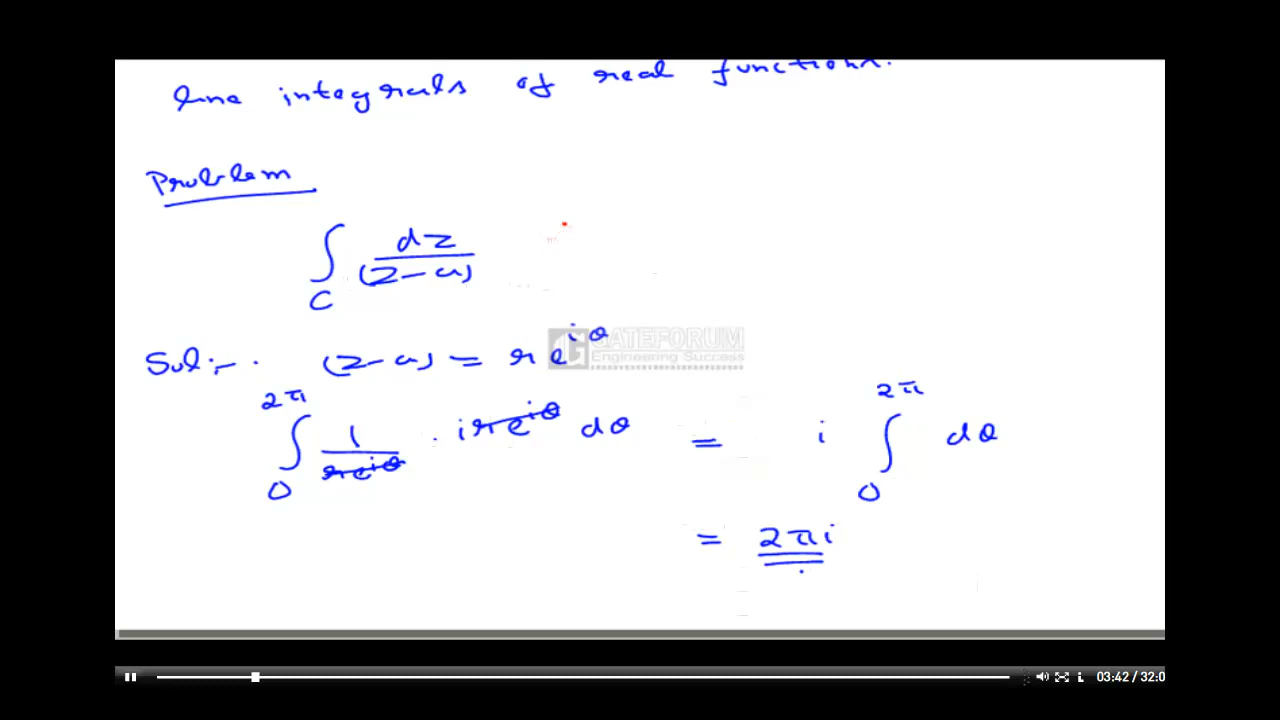 line integrals of real functions.
Problem
∫_C dz/(z-a)
Sol:- (z-a) = re^{iθ}
GATEFORUM
Engineering Success
∫_0^{2π} 1/re^{iθ} · ire^{iθ} dθ = i ∫_0^{2π} dθ
= 2πi
03:42 / 32:0